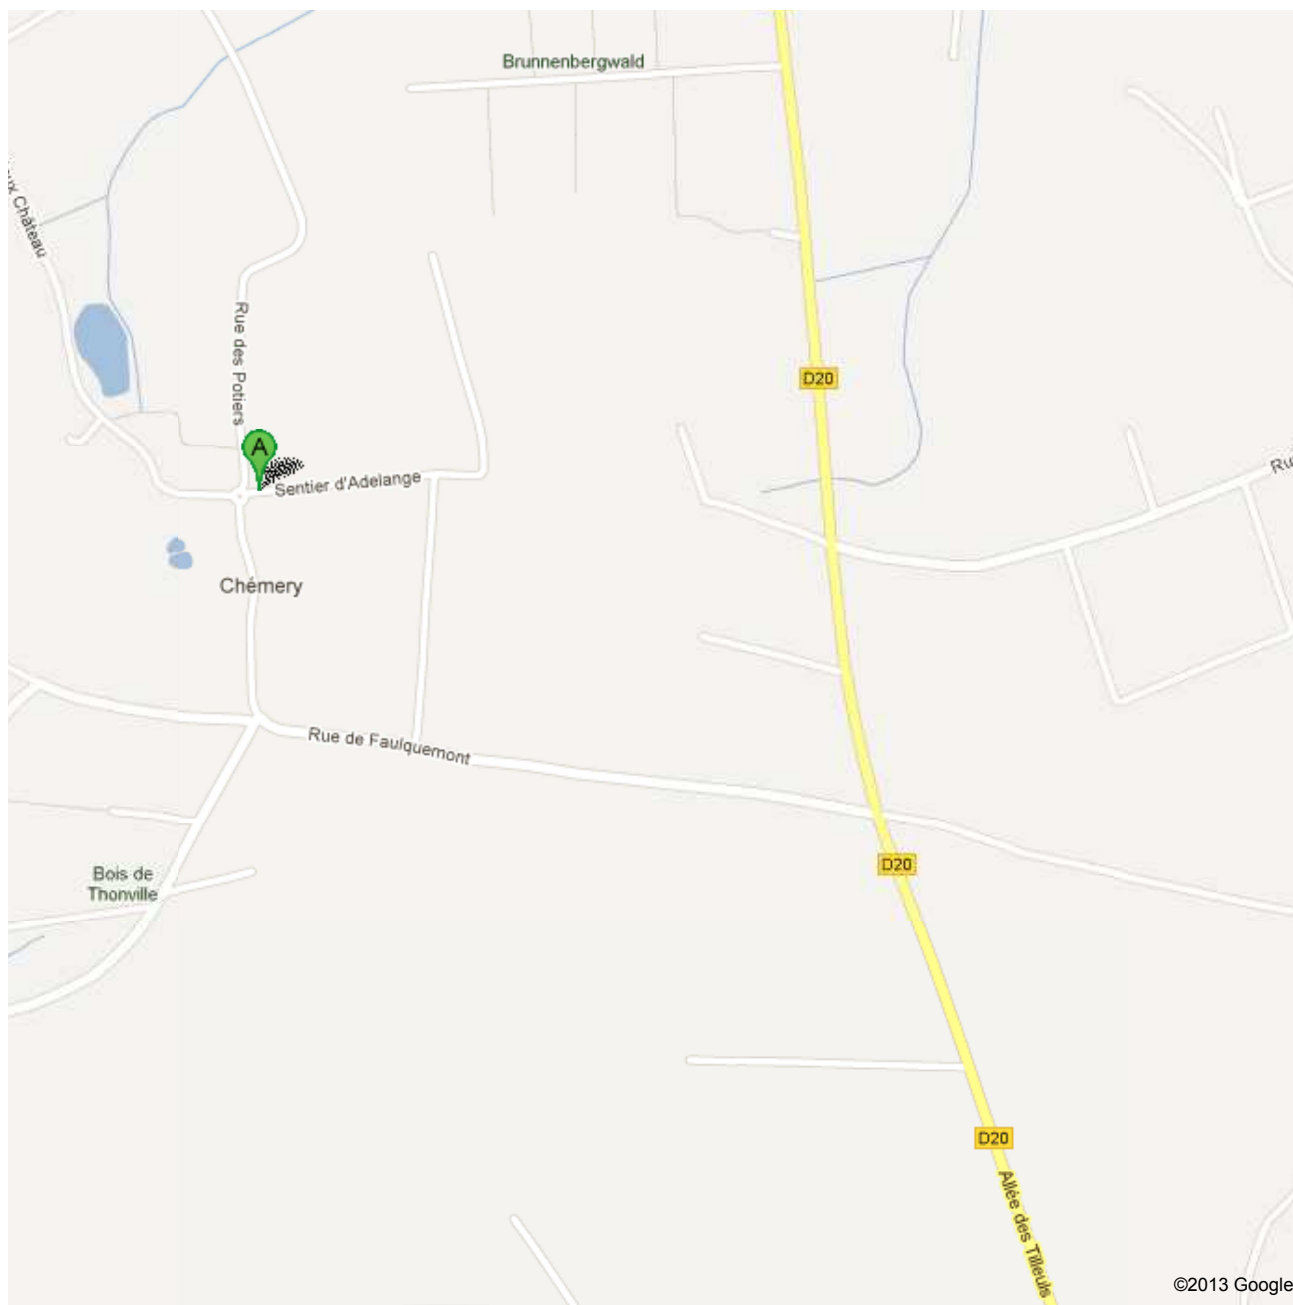 Brunnenbergwald
ux Château
Rue des Potiers
D20
A
Sentier d'Adelange
Ru
Chémery
Rue de Faulquemont
D20
Bois de
Thonville
D20
Allée des Tilleuls
©2013 Google